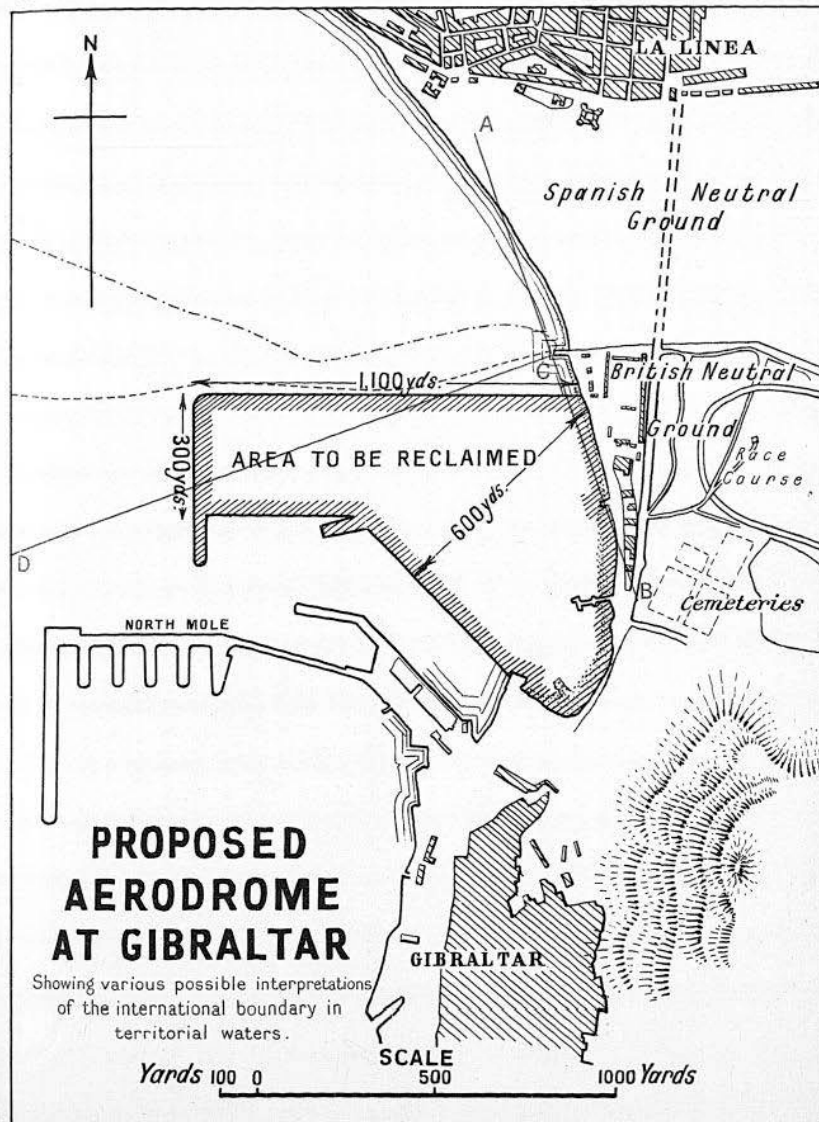 N
LA LINEA
A
Spanish Neutral
Ground
1,100 yds.
C
British Neutral
Ground
300 yds.
AREA TO BE RECLAIMED
600 yds.
Race
Course
D
B
Cemeteries
NORTH MOLE
PROPOSED
AERODROME
AT GIBRALTAR
Showing various possible interpretations
of the international boundary in
territorial waters.
GIBRALTAR
SCALE
Yards 100 0 500 1000 Yards